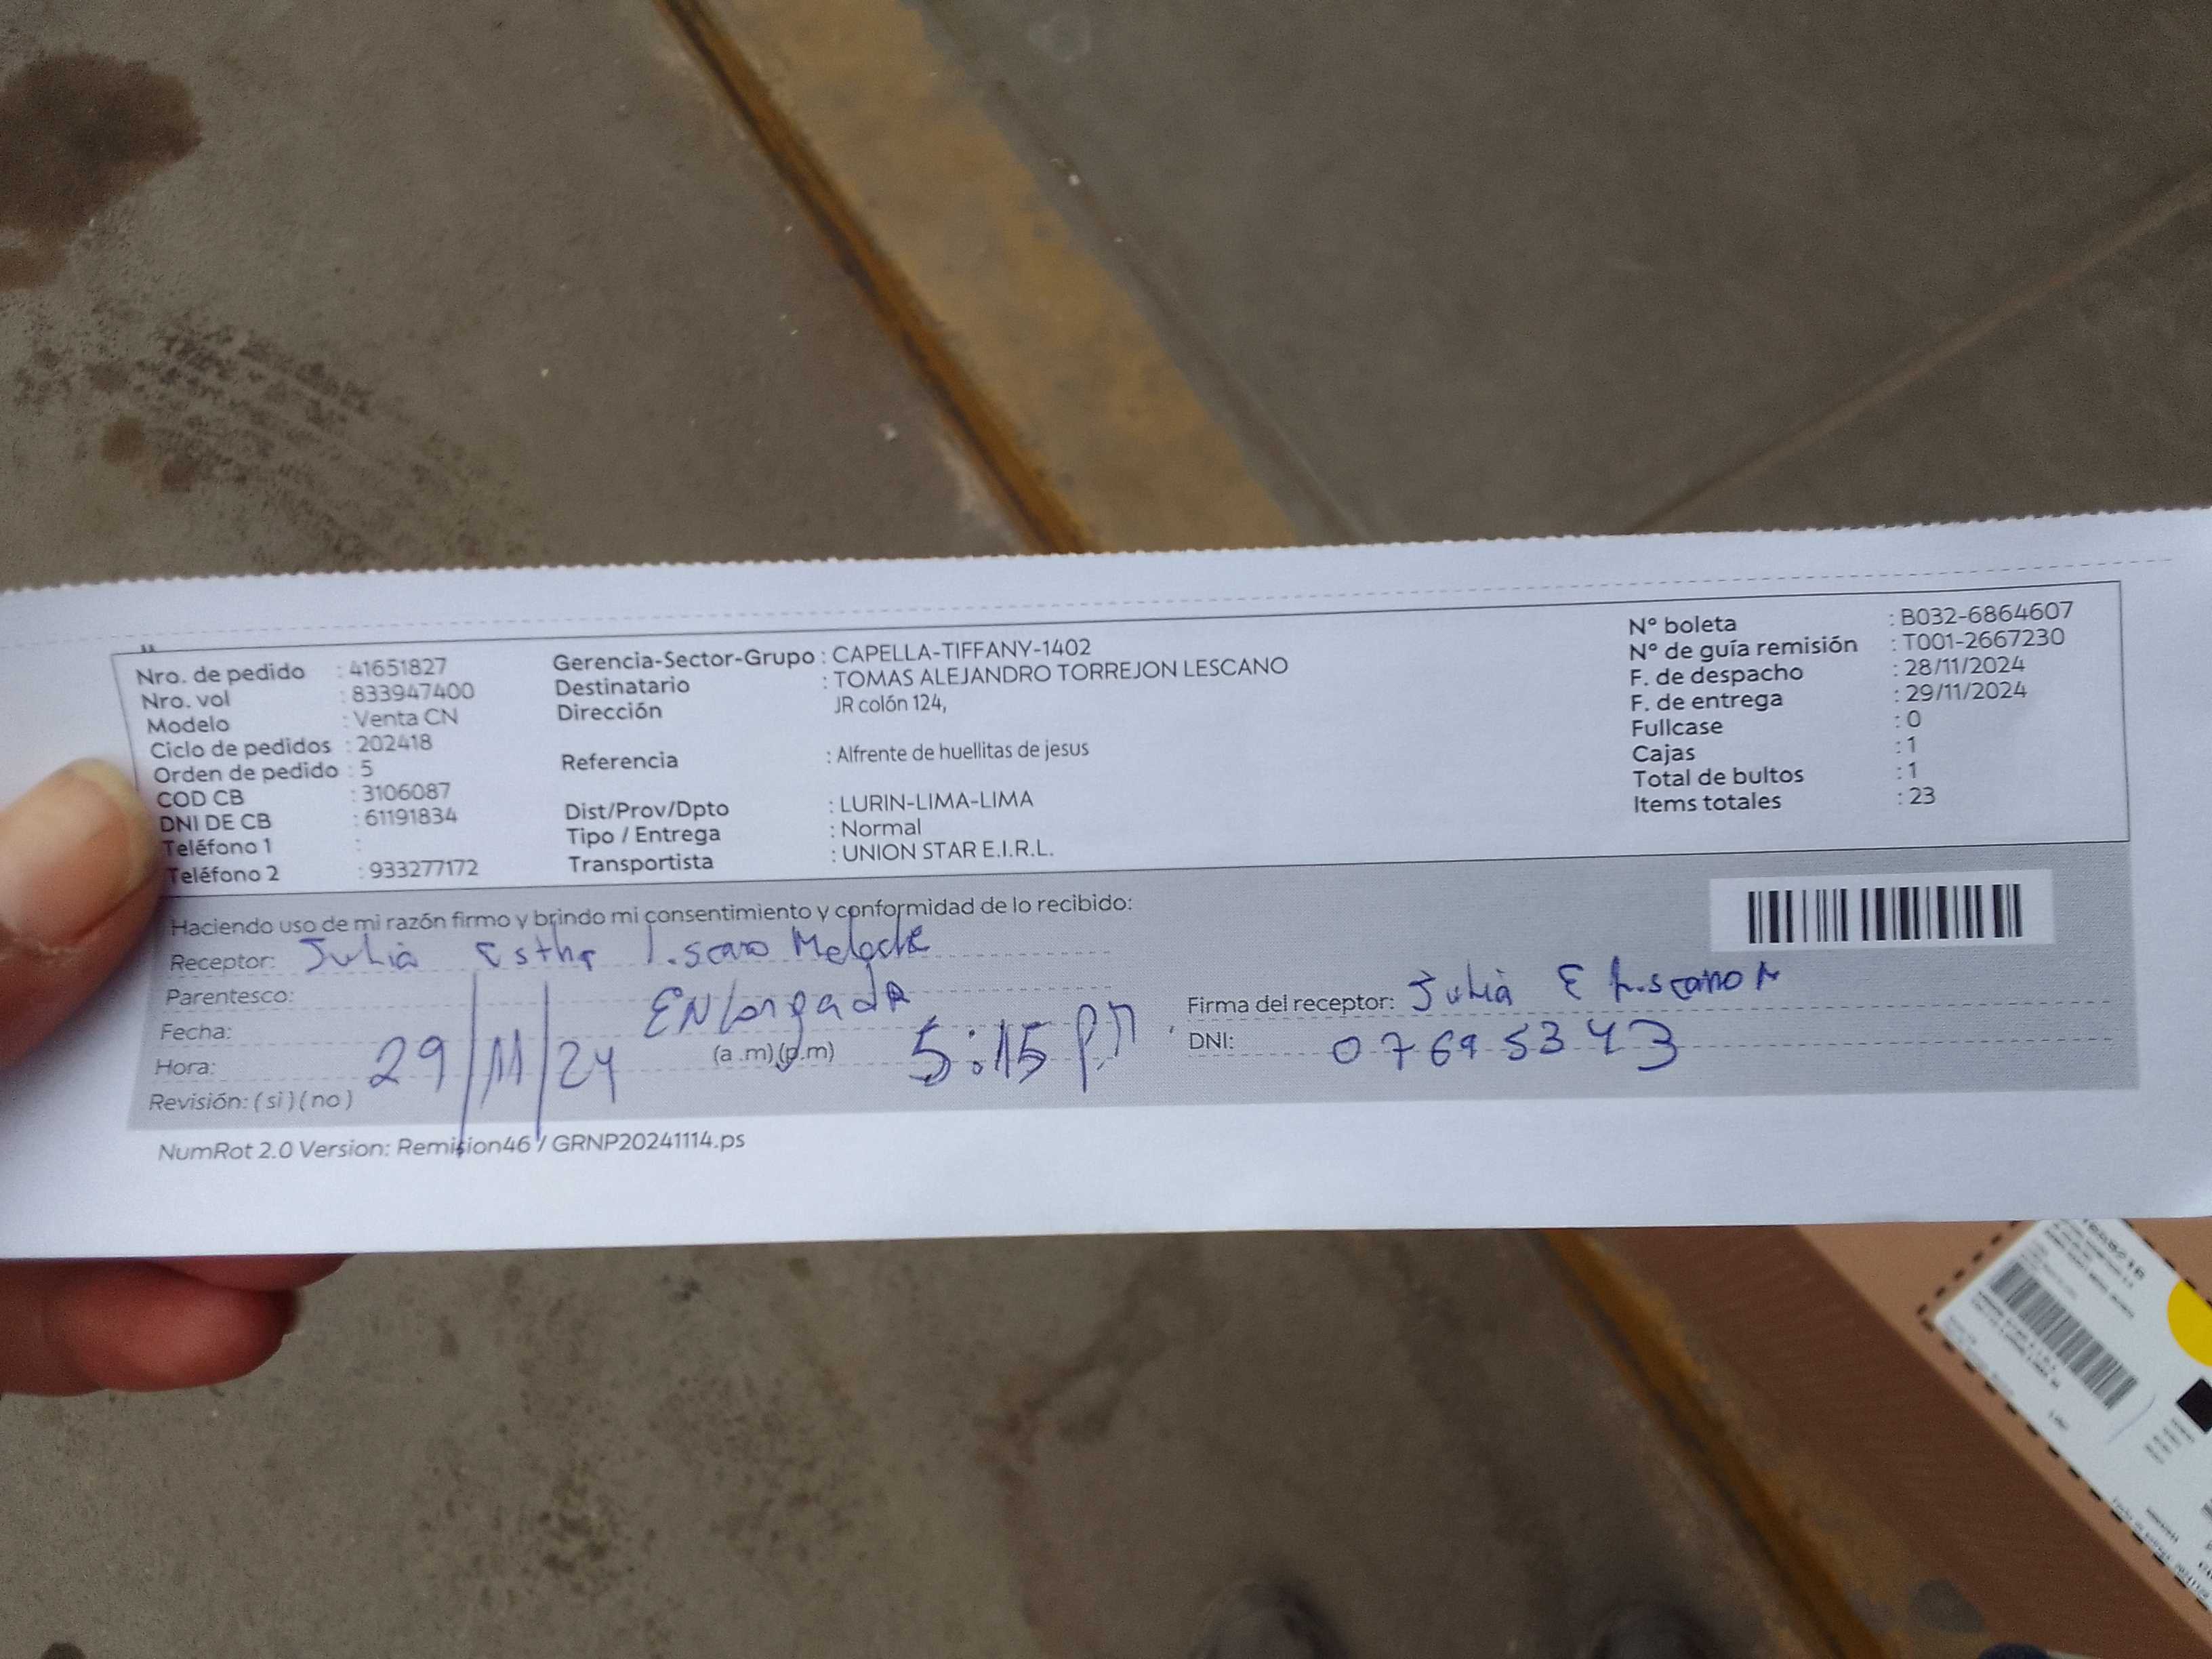 Nro. de pedido : 41651827
Nro. vol : 833947400
Modelo : Venta CN
Ciclo de pedidos : 202418
Orden de pedido : 5
COD CB : 3106087
DNI DE CB : 61191834
Teléfono 1 :
Teléfono 2 : 933277172
Gerencia-Sector-Grupo : CAPELLA-TIFFANY-1402
Destinatario : TOMAS ALEJANDRO TORREJON LESCANO
Dirección JR colón 124,
Referencia : Alfrente de huellitas de jesus
Dist/Prov/Dpto : LURIN-LIMA-LIMA
Tipo / Entrega : Normal
Transportista : UNION STAR E.I.R.L.
N° boleta : B032-6864607
N° de guía remisión : T001-2667230
F. de despacho : 28/11/2024
F. de entrega : 29/11/2024
Fullcase : 0
Cajas : 1
Total de bultos : 1
Items totales : 23
Haciendo uso de mi razón firmo y brindo mi consentimiento y conformidad de lo recibido:
Receptor: Julia
Parentesco:
Fecha: 29/11/24
Hora: (a .m)(p.m) 5:15 Pm
Revisión: (si)(no)
Firma del receptor: Julia E
DNI: 07695343
NumRot 2.0 Version: Remision46 / GRNP20241114.ps